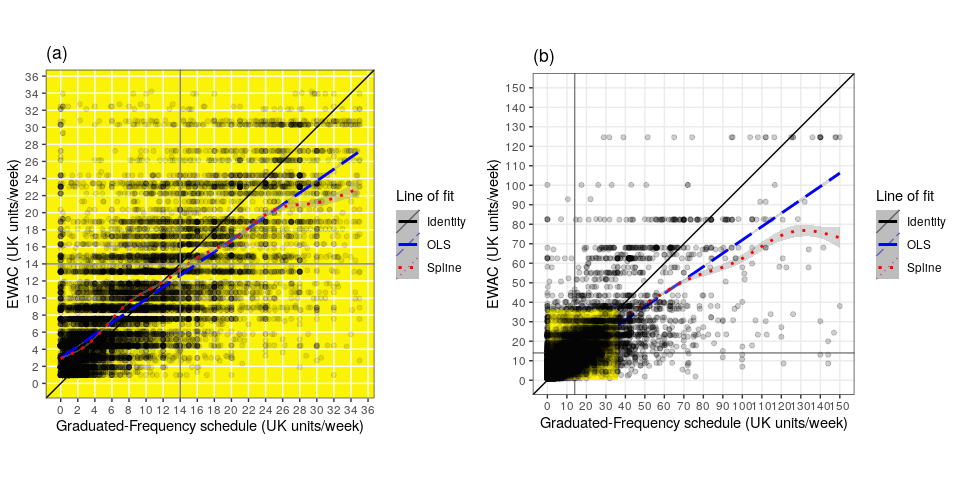 (a)
36
34
32
30
28
26
24
22
20
18
16
14
12
10
8
6
4
2
0
EWAC (UK units/week)
0 2 4 6 8 10 12 14 16 18 20 22 24 26 28 30 32 34 36
Graduated-Frequency schedule (UK units/week)
Line of fit
Identity
OLS
Spline
(b)
150
140
130
120
110
100
90
80
70
60
50
40
30
20
10
0
EWAC (UK units/week)
0 10 20 30 40 50 60 70 80 90 100 110 120 130 140 150
Graduated-Frequency schedule (UK units/week)
Line of fit
Identity
OLS
Spline